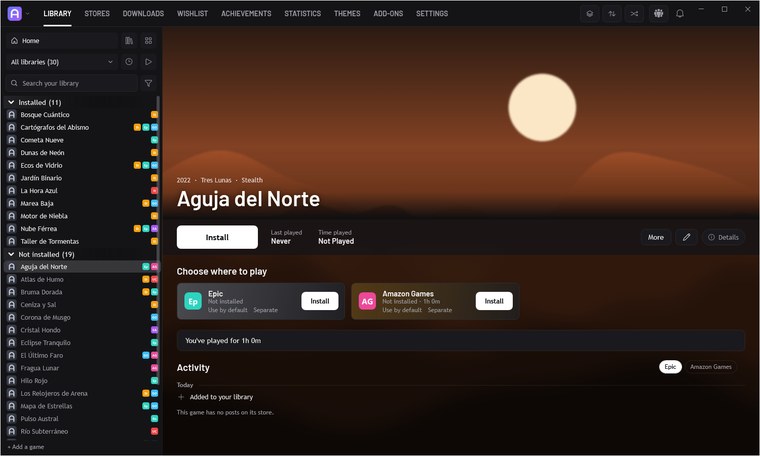 LIBRARY STORES DOWNLOADS WISHLIST ACHIEVEMENTS STATISTICS THEMES ADD-ONS SETTINGS
Home
All libraries (30)
Search your library
Installed (11)
Bosque Cuántico
Cartógrafos del Abismo
Cometa Nueve
Dunas de Neón
Ecos de Vidrio
Jardín Binario
La Hora Azul
Marea Baja
Motor de Niebla
Nube Férrea
Taller de Tormentas
Not installed (19)
Aguja del Norte
Atlas de Humo
Bruma Dorada
Ceniza y Sal
Corona de Musgo
Cristal Hondo
Eclipse Tranquilo
El Último Faro
Fragua Lunar
Hilo Rojo
Los Relojeros de Arena
Mapa de Estrellas
Pulso Austral
Río Subterráneo
+ Add a game
2022 · Tres Lunas · Stealth
Aguja del Norte
Install
Last played
Never
Time played
Not Played
More
Details
Choose where to play
Ep
Epic
Not installed
Use by default Separate
Install
AG
Amazon Games
Not installed · 1h 0m
Use by default Separate
Install
You've played for 1h 0m
Activity
Epic Amazon Games
Today
Added to your library
This game has no posts on its store.